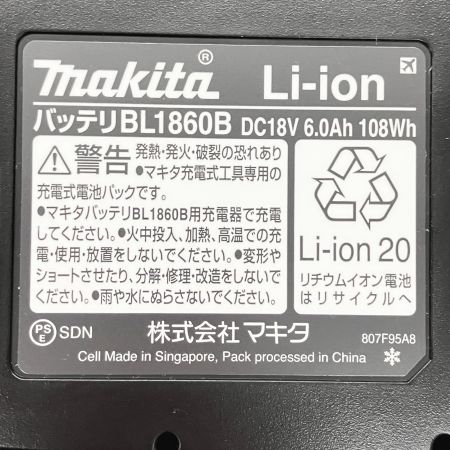 makita® Li-ion
バッテリBL1860B DC18V 6.0Ah 108Wh
⚠警告 発熱・発火・破裂の恐れあり
●マキタ充電式工具専用の
充電式電池パックです。
●マキタバッテリBL1860B用充電器で充電
してください。●火中投入、加熱、高温での充
電・使用・放置をしないでください。●変形や
ショートさせたり、分解・修理・改造をしないで
ください。●雨や水にぬらさないでください。
Li-ion 20
リチウムイオン電池
はリサイクルへ
PSE SDN 株式会社マキタ 807F95A8
Cell Made in Singapore, Pack processed in China